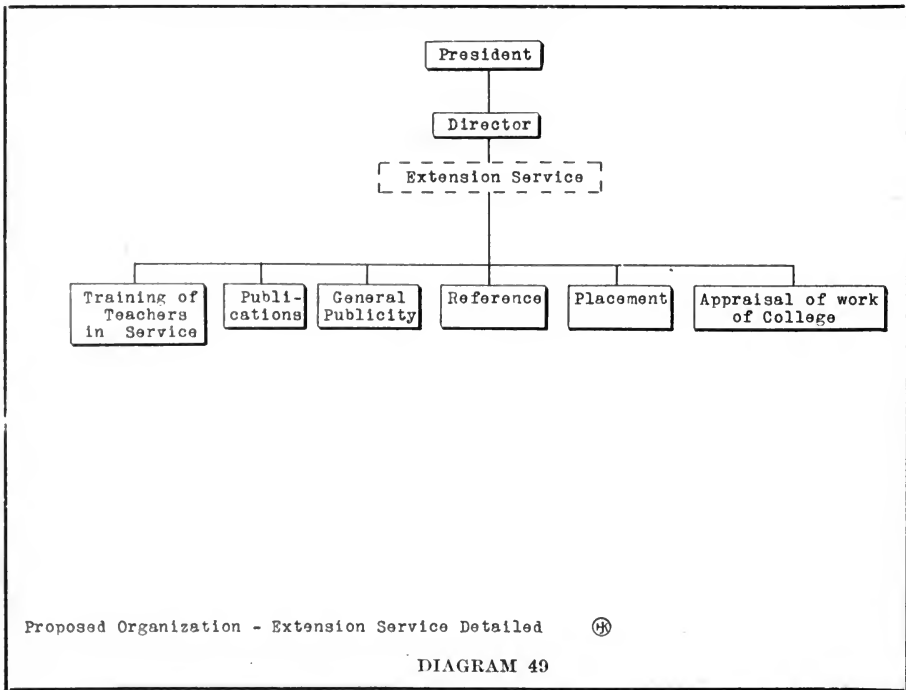 President
Director
Extension Service
Training of
Teachers
in Service
Publi-
cations
General
Publicity
Reference
Placement
Appraisal of work
of College
Proposed Organization - Extension Service Detailed HK
DIAGRAM 49